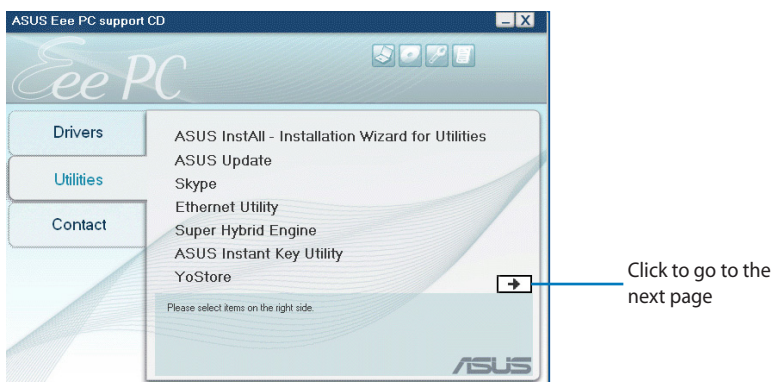 ASUS Eee PC support CD
Eee PC
Drivers
Utilities
Contact
ASUS InstAll - Installation Wizard for Utilities
ASUS Update
Skype
Ethernet Utility
Super Hybrid Engine
ASUS Instant Key Utility
YoStore
Please select items on the right side.
ASUS
Click to go to the
next page